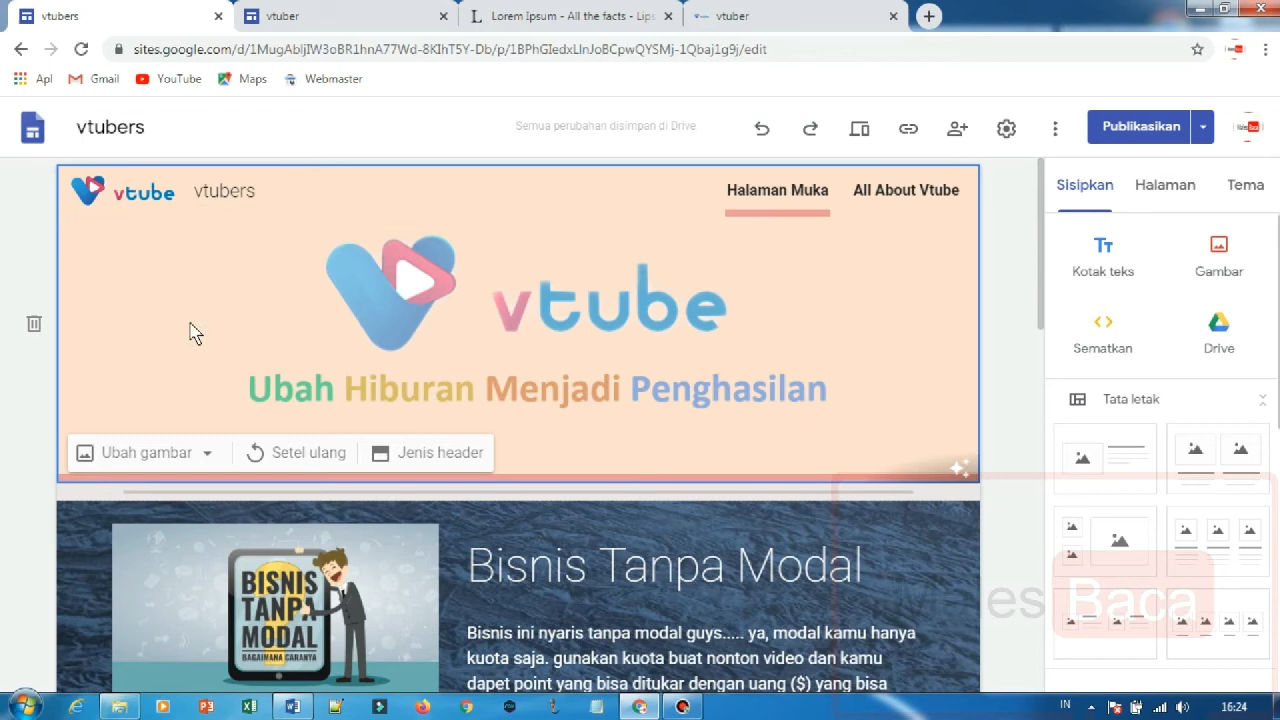 vtubers
vtuber
Lorem Ipsum - All the facts - Lips
vtuber
sites.google.com/d/1MugAbljIW3oBR1hnA77Wd-8KIhT5Y-Db/p/1BPhGIedxLlnJoBCpwQYSMj-1Qbaj1g9j/edit
Apl
Gmail
YouTube
Maps
Webmaster
vtubers
Semua perubahan disimpan di Drive
Publikasikan
vtube
vtubers
Halaman Muka
All About Vtube
Sisipkan
Halaman
Tema
vtube
Ubah Hiburan Menjadi Penghasilan
Kotak teks
Gambar
Sematkan
Drive
Tata letak
Ubah gambar
Setel ulang
Jenis header
BISNIS
TANPA
MODAL
BAGAIMANA CARANYA
Bisnis Tanpa Modal
Bisnis ini nyaris tanpa modal guys..... ya, modal kamu hanya
kuota saja. gunakan kuota buat nonton video dan kamu
dapet point yang bisa ditukar dengan uang ($) yang bisa
Baca
IN
16:24